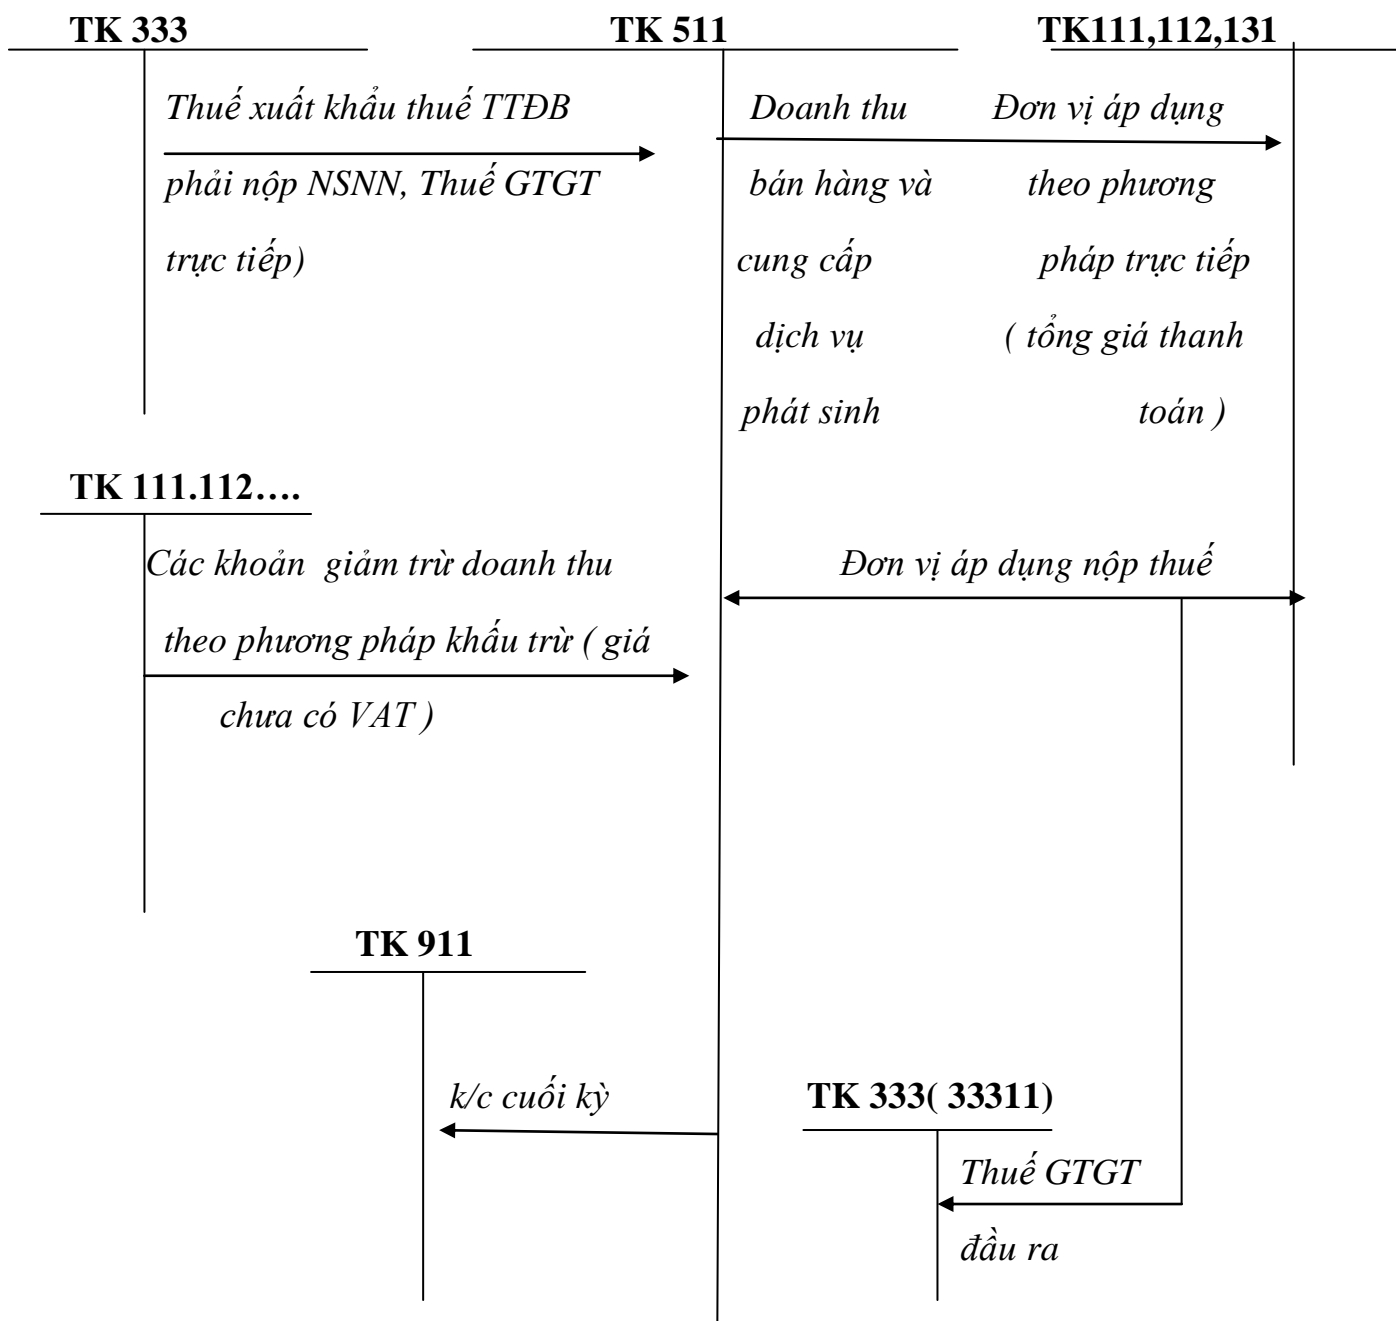 TK 333
TK 511
TK111,112,131
Thuế xuất khẩu thuế TTĐB
phải nộp NSNN, Thuế GTGT
trực tiếp)
Doanh thu
bán hàng và
cung cấp
dịch vụ
phát sinh
Đơn vị áp dụng
theo phương
pháp trực tiếp
( tổng giá thanh
toán )
TK 111.112….
Các khoản giảm trừ doanh thu
theo phương pháp khấu trừ ( giá
chưa có VAT )
Đơn vị áp dụng nộp thuế
TK 911
k/c cuối kỳ
TK 333( 33311)
Thuế GTGT
đầu ra